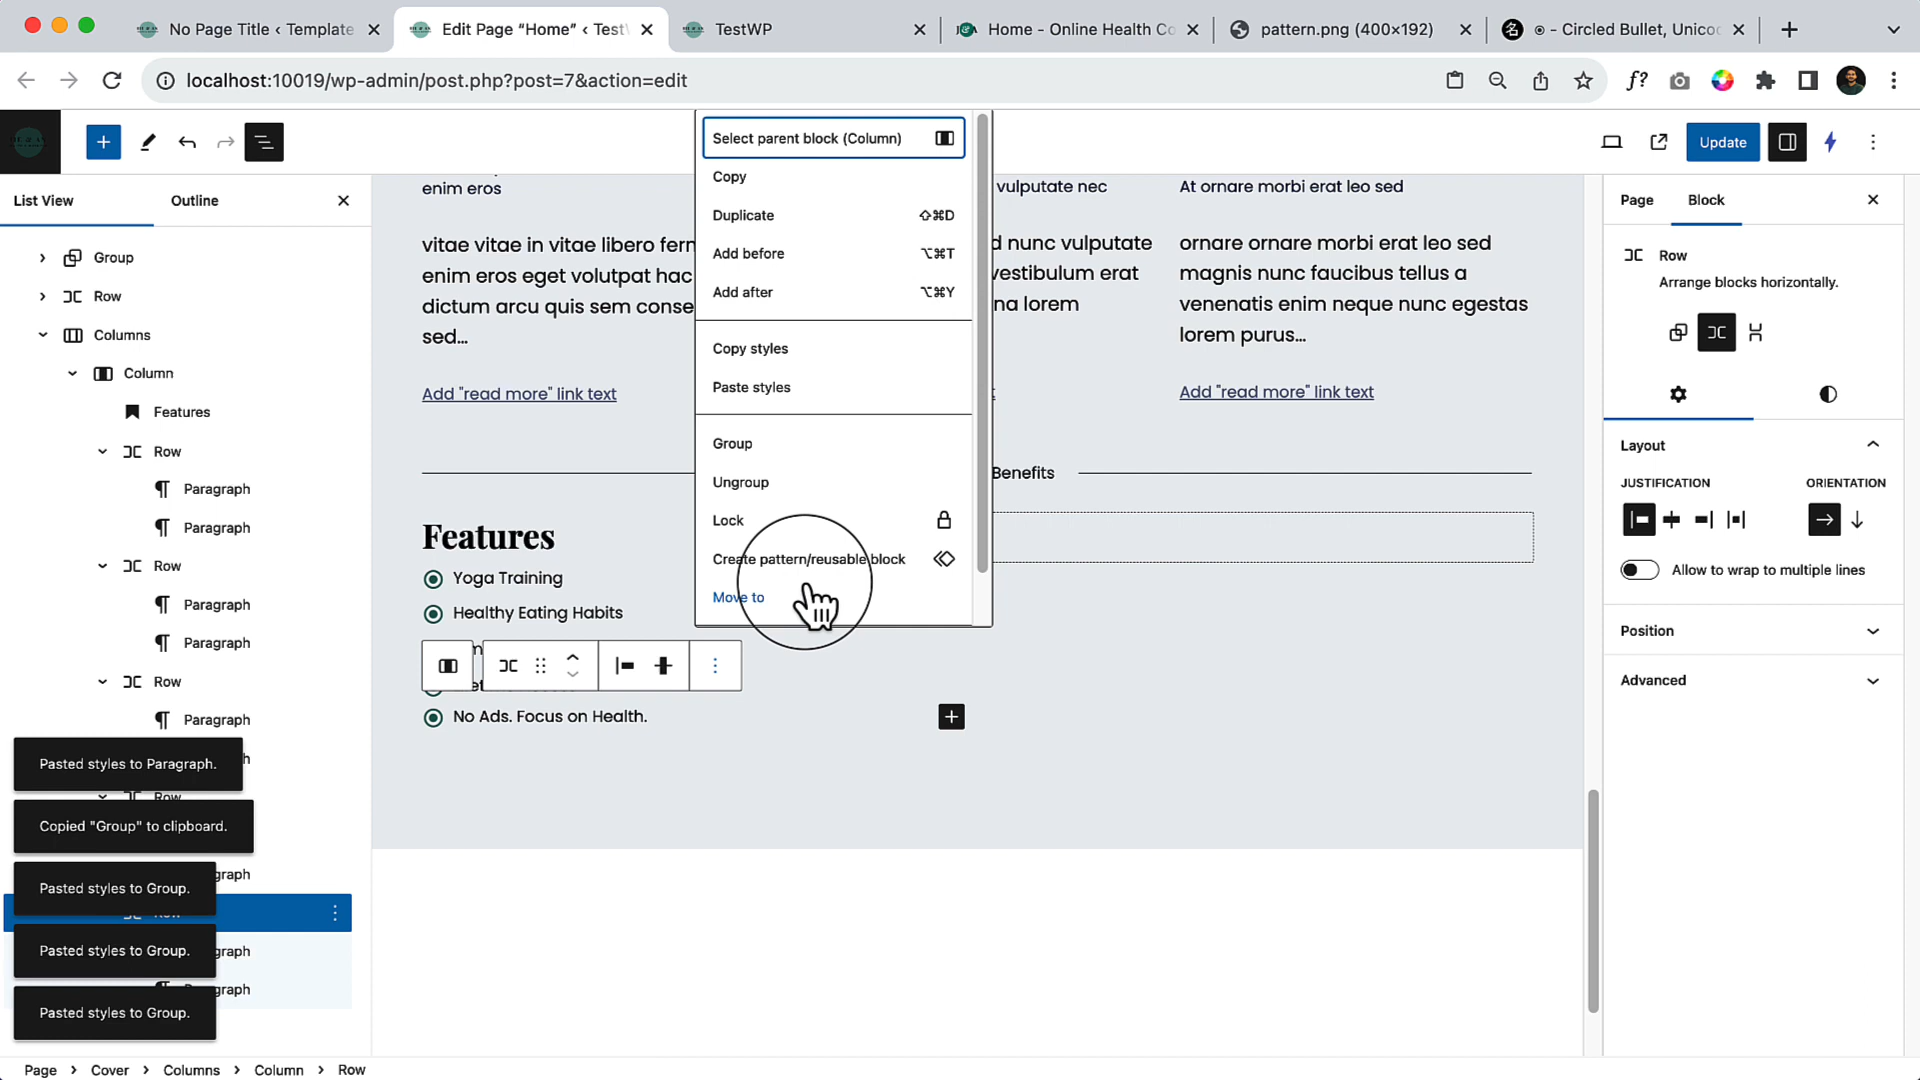 No Page Title ‹ Template
Edit Page “Home” ‹ Test
TestWP
Home - Online Health Co
pattern.png (400×192)
⦿ - Circled Bullet, Unico
localhost:10019/wp-admin/post.php?post=7&action=edit
f?
Update
List View
Outline
Group
Row
Columns
Column
Features
Row
Paragraph
Paragraph
Row
Paragraph
Paragraph
Row
Paragraph
Pasted styles to Paragraph.
Row
Copied "Group" to clipboard.
graph
Pasted styles to Group.
Row
Pasted styles to Group.
graph
graph
Pasted styles to Group.
enim eros
vitae vitae in vitae libero fer
enim eros eget volutpat hac
dictum arcu quis sem conse
sed...
Add "read more" link text
Features
Yoga Training
Healthy Eating Habits
No Ads. Focus on Health.
Select parent block (Column)
Copy
Duplicate ⇧⌘D
Add before ⌥⌘T
Add after ⌥⌘Y
Copy styles
Paste styles
Group
Ungroup
Lock
Create pattern/reusable block
Move to
vulputate nec
d nunc vulputate
vestibulum erat
na lorem
Benefits
At ornare morbi erat leo sed
ornare ornare morbi erat leo sed
magnis nunc faucibus tellus a
venenatis enim neque nunc egestas
lorem purus...
Add "read more" link text
Page
Block
Row
Arrange blocks horizontally.
Layout
JUSTIFICATION
ORIENTATION
Allow to wrap to multiple lines
Position
Advanced
Page > Cover > Columns > Column > Row